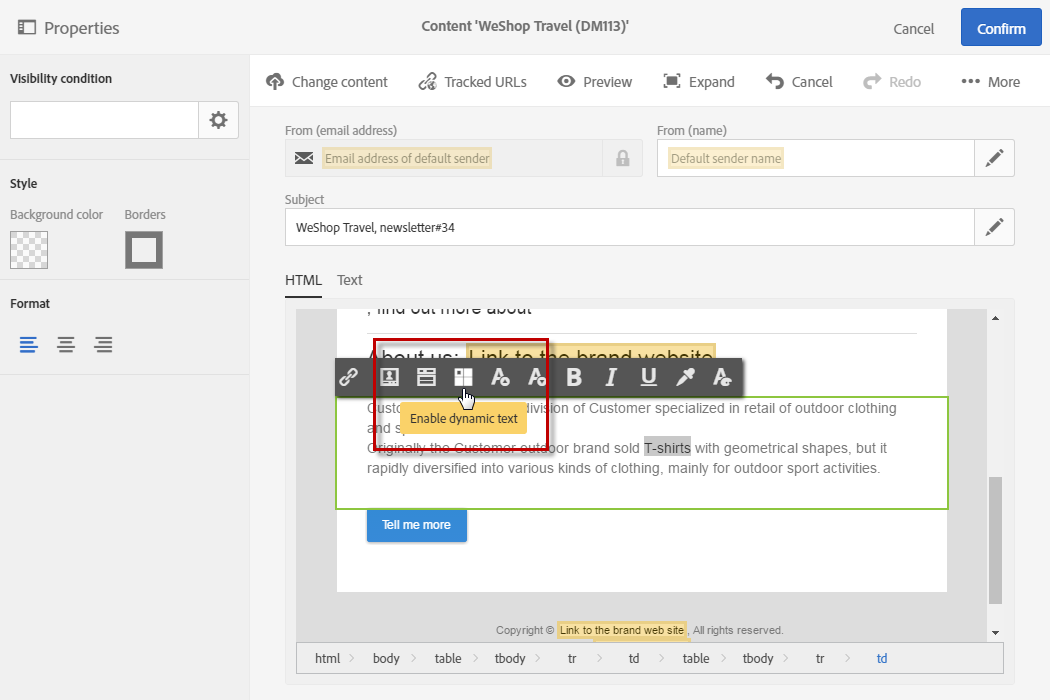 Properties
Content 'WeShop Travel (DM113)'
Cancel
Confirm
Visibility condition
Style
Background color
Borders
Format
Change content
Tracked URLs
Preview
Expand
Cancel
Redo
More
From (email address)
Email address of default sender
From (name)
Default sender name
Subject
WeShop Travel, newsletter#34
HTML
Text
, find out more about
About us: Link to the brand website
B I U
Enable dynamic text
division of Customer specialized in retail of outdoor clothing
and
Originally the Customer outdoor brand sold T-shirts with geometrical shapes, but it
rapidly diversified into various kinds of clothing, mainly for outdoor sport activities.
Tell me more
Copyright © Link to the brand web site , All rights reserved.
html
body
table
tbody
tr
td
table
tbody
tr
td